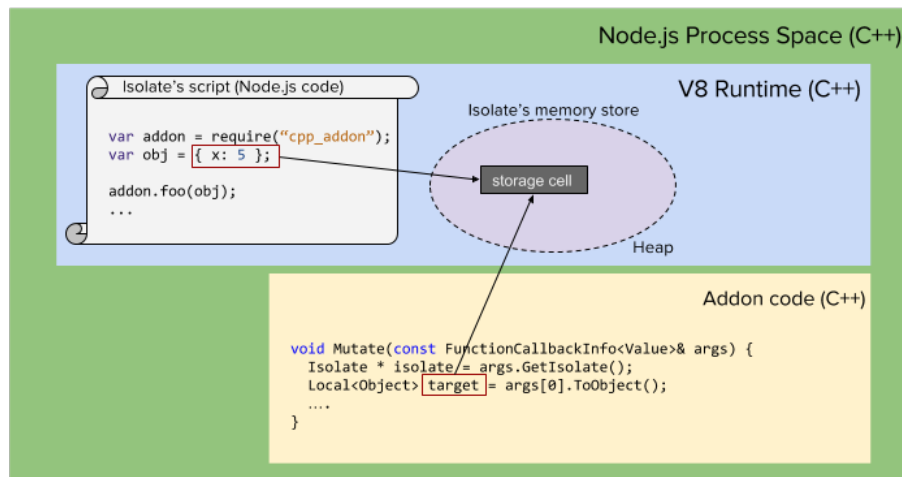 Node.js Process Space (C++)
V8 Runtime (C++)
Isolate's script (Node.js code)
var addon = require(“cpp_addon”);
var obj = { x: 5 };
addon.foo(obj);
...
Isolate's memory store
storage cell
Heap
Addon code (C++)
void Mutate(const FunctionCallbackInfo<Value>& args) {
Isolate * isolate = args.GetIsolate();
Local<Object> target = args[0].ToObject();
….
}